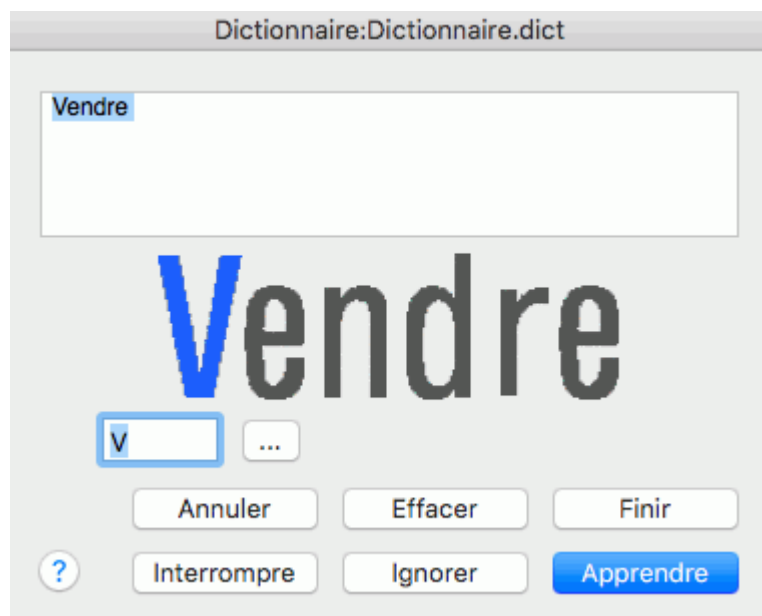 Dictionnaire:Dictionnaire.dict
Vendre
Vendre
V ...
Annuler Effacer Finir
? Interrompre Ignorer Apprendre